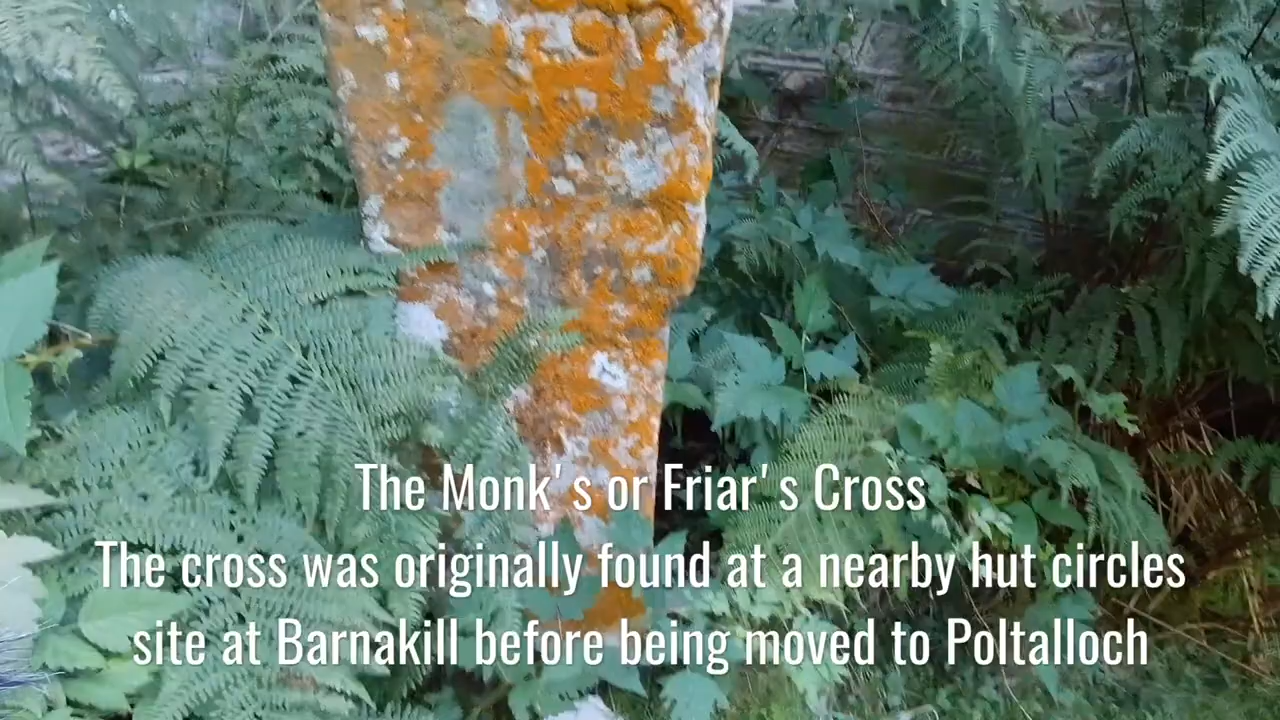 The Monk's or Friar's Cross
The cross was originally found at a nearby hut circles
site at Barnakill before being moved to Poltalloch